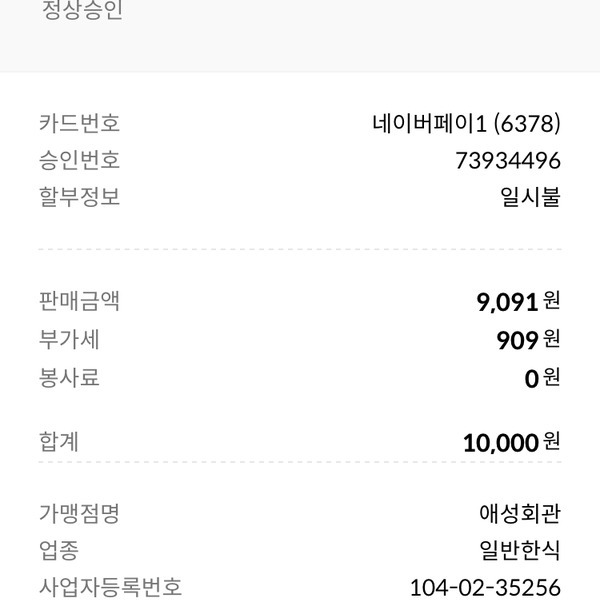 정상승인
카드번호 네이버페이1 (6378)
승인번호 73934496
할부정보 일시불
판매금액 9,091 원
부가세 909 원
봉사료 0 원
합계 10,000 원
가맹점명 애성회관
업종 일반한식
사업자등록번호 104-02-35256